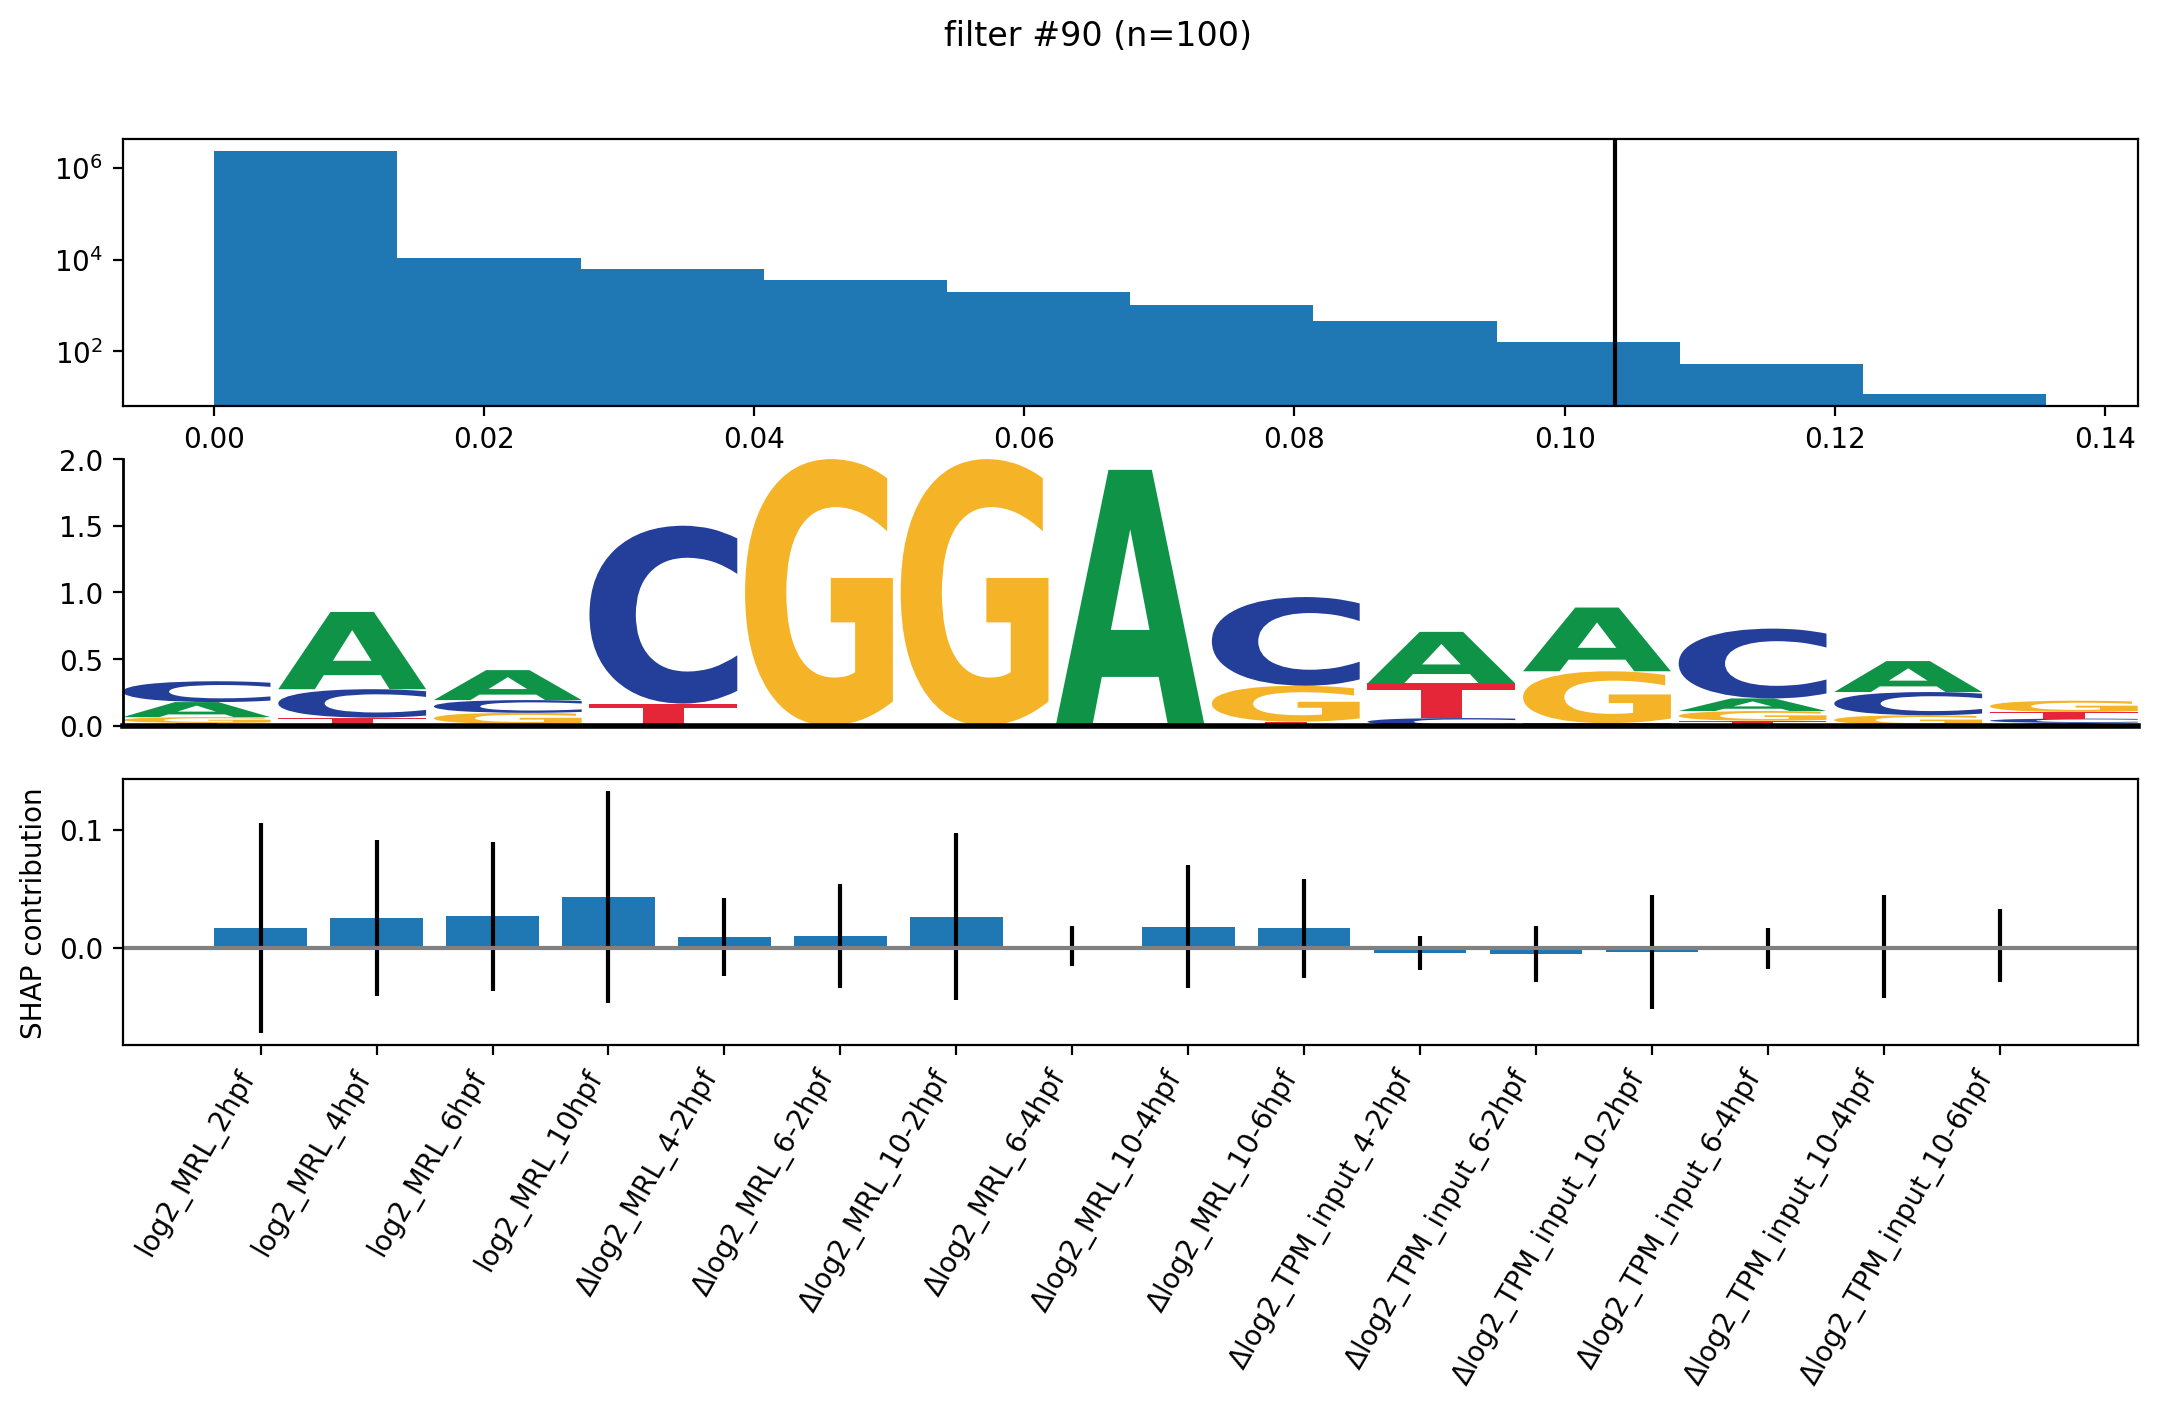 filter #90 (n=100)
10⁶
10⁴
10²
0.00 0.02 0.04 0.06 0.08 0.10 0.12 0.14
2.0
1.5
1.0
0.5
0.0
C A A C G G A C A A C A G
A C C T G T G A C T
G T G T C G G C
T
SHAP contribution
0.1
0.0
log2_MRL_2hpf
log2_MRL_4hpf
log2_MRL_6hpf
log2_MRL_10hpf
Δlog2_MRL_4-2hpf
Δlog2_MRL_6-2hpf
Δlog2_MRL_10-2hpf
Δlog2_MRL_6-4hpf
Δlog2_MRL_10-4hpf
Δlog2_MRL_10-6hpf
Δlog2_TPM_input_4-2hpf
Δlog2_TPM_input_6-2hpf
Δlog2_TPM_input_10-2hpf
Δlog2_TPM_input_6-4hpf
Δlog2_TPM_input_10-4hpf
Δlog2_TPM_input_10-6hpf